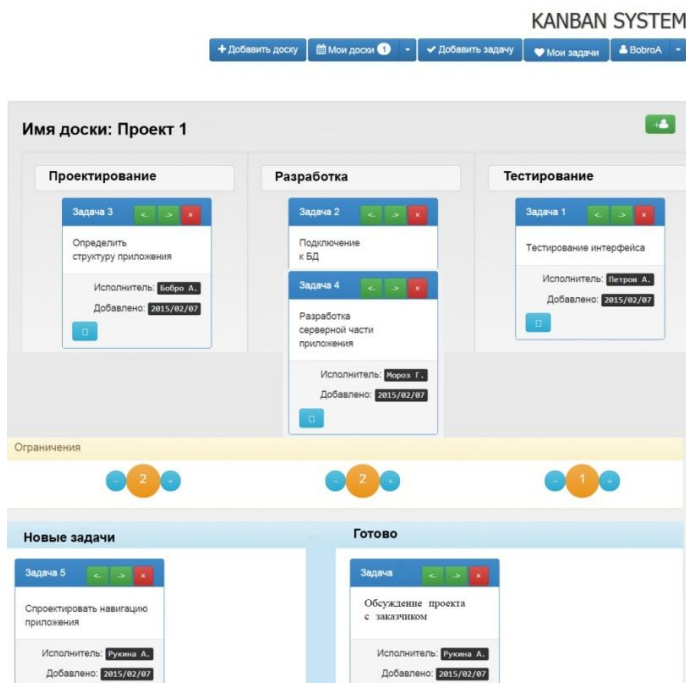 KANBAN SYSTEM
Добавить доску Мои доски 1 Добавить задачу Мои задачи BobroA
Имя доски: Проект 1
+
Проектирование Разработка Тестирование
Задача 3 <- -> x
Определить
структуру приложения
Исполнитель: Бобро А.
Добавлено: 2015/02/07
Задача 2 <- -> x
Подключение
к БД
Задача 4 <- -> x
Разработка
серверной части
приложения
Исполнитель: Мороз Г.
Добавлено: 2015/02/07
Задача 1 <- -> x
Тестирование интерфейса
Исполнитель: Петров А.
Добавлено: 2015/02/07
Ограничения
- 2 + - 2 + - 1 +
Новые задачи
Задача 5 <- -> x
Спроектировать навигацию
приложения
Исполнитель: Рукина А.
Добавлено: 2015/02/07
Готово
Задача <- -> x
Обсуждение проекта
с заказчиком
Исполнитель: Рукина А.
Добавлено: 2015/02/07